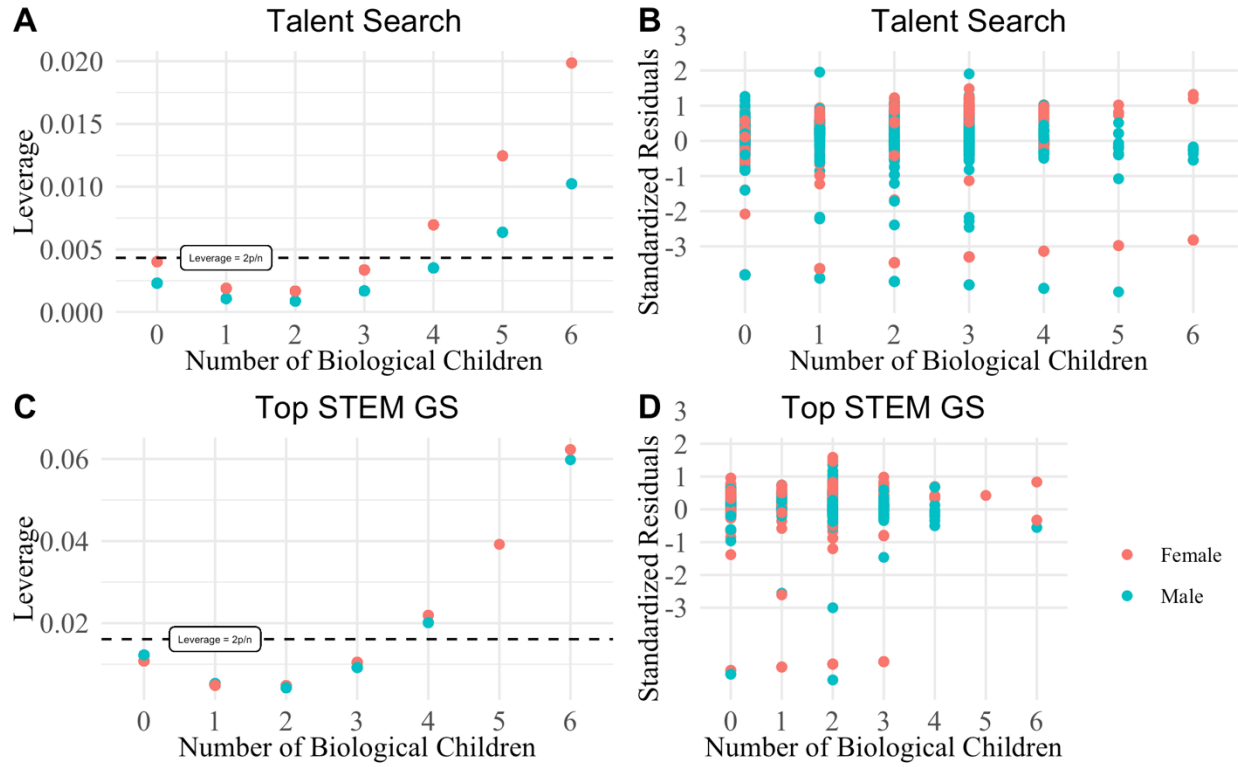 A
Talent Search
Leverage
0.020
0.015
0.010
0.005
0.000
Leverage = 2p/n
0 1 2 3 4 5 6
Number of Biological Children
B
Talent Search
Standardized Residuals
3
2
1
0
-1
-2
-3
0 1 2 3 4 5 6
Number of Biological Children
C
Top STEM GS
Leverage
0.06
0.04
0.02
Leverage = 2p/n
0 1 2 3 4 5 6
Number of Biological Children
D
Top STEM GS
Standardized Residuals
3
2
1
0
-1
-2
-3
0 1 2 3 4 5 6
Number of Biological Children
Female
Male